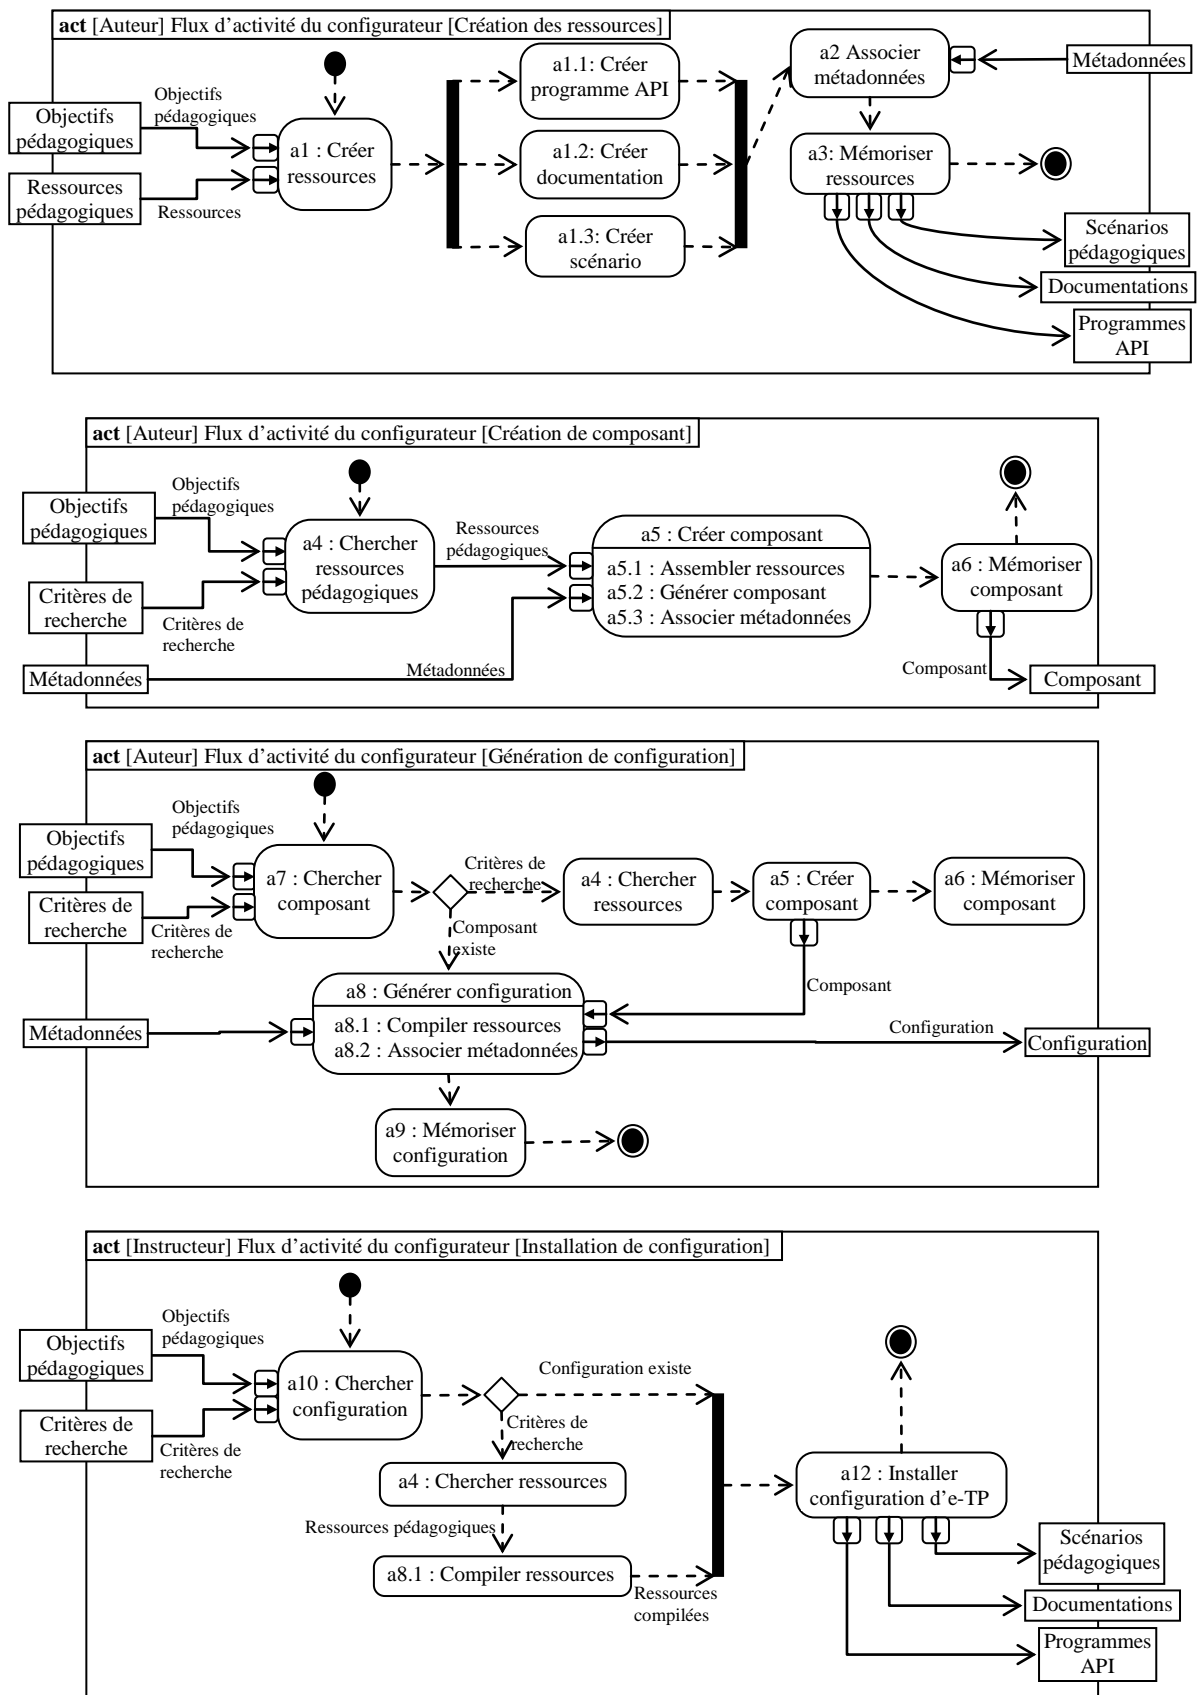 act [Auteur] Flux d’activité du configurateur [Création des ressources]
Objectifs
pédagogiques
Objectifs
pédagogiques
Ressources
pédagogiques
Ressources
a1 : Créer
ressources
a1.1: Créer
programme API
a1.2: Créer
documentation
a1.3: Créer
scénario
a2 Associer
métadonnées
Métadonnées
a3: Mémoriser
ressources
Scénarios
pédagogiques
Documentations
Programmes
API
act [Auteur] Flux d’activité du configurateur [Création de composant]
Objectifs
pédagogiques
Objectifs
pédagogiques
Critères de
recherche
Critères de
recherche
Métadonnées
Métadonnées
a4 : Chercher
ressources
pédagogiques
Ressources
pédagogiques
a5 : Créer composant
a5.1 : Assembler ressources
a5.2 : Générer composant
a5.3 : Associer métadonnées
a6 : Mémoriser
composant
Composant
Composant
act [Auteur] Flux d’activité du configurateur [Génération de configuration]
Objectifs
pédagogiques
Objectifs
pédagogiques
Critères de
recherche
Critères de
recherche
a7 : Chercher
composant
Critères de
recherche
a4 : Chercher
ressources
a5 : Créer
composant
a6 : Mémoriser
composant
Composant
existe
Composant
Métadonnées
a8 : Générer configuration
a8.1 : Compiler ressources
a8.2 : Associer métadonnées
Configuration
Configuration
a9 : Mémoriser
configuration
act [Instructeur] Flux d’activité du configurateur [Installation de configuration]
Objectifs
pédagogiques
Objectifs
pédagogiques
Critères de
recherche
Critères de
recherche
a10 : Chercher
configuration
Configuration existe
Critères de
recherche
a4 : Chercher ressources
Ressources pédagogiques
a8.1 : Compiler ressources
Ressources
compilées
a12 : Installer
configuration d’e-TP
Scénarios
pédagogiques
Documentations
Programmes
API